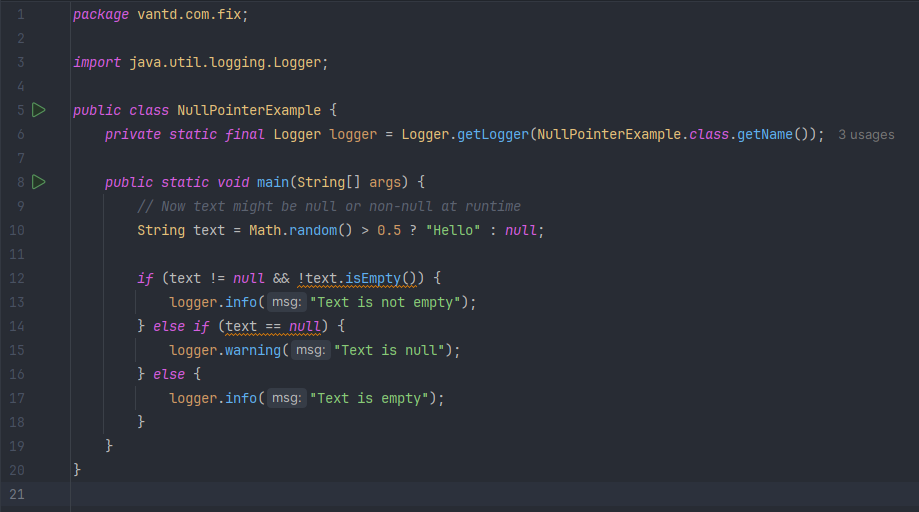 1 package vantd.com.fix;
2
3 import java.util.logging.Logger;
4
5 public class NullPointerExample {
6 private static final Logger logger = Logger.getLogger(NullPointerExample.class.getName()); 3 usages
7
8 public static void main(String[] args) {
9 // Now text might be null or non-null at runtime
10 String text = Math.random() > 0.5 ? "Hello" : null;
11
12 if (text != null && !text.isEmpty()) {
13 logger.info( msg: "Text is not empty");
14 } else if (text == null) {
15 logger.warning( msg: "Text is null");
16 } else {
17 logger.info( msg: "Text is empty");
18 }
19 }
20 }
21